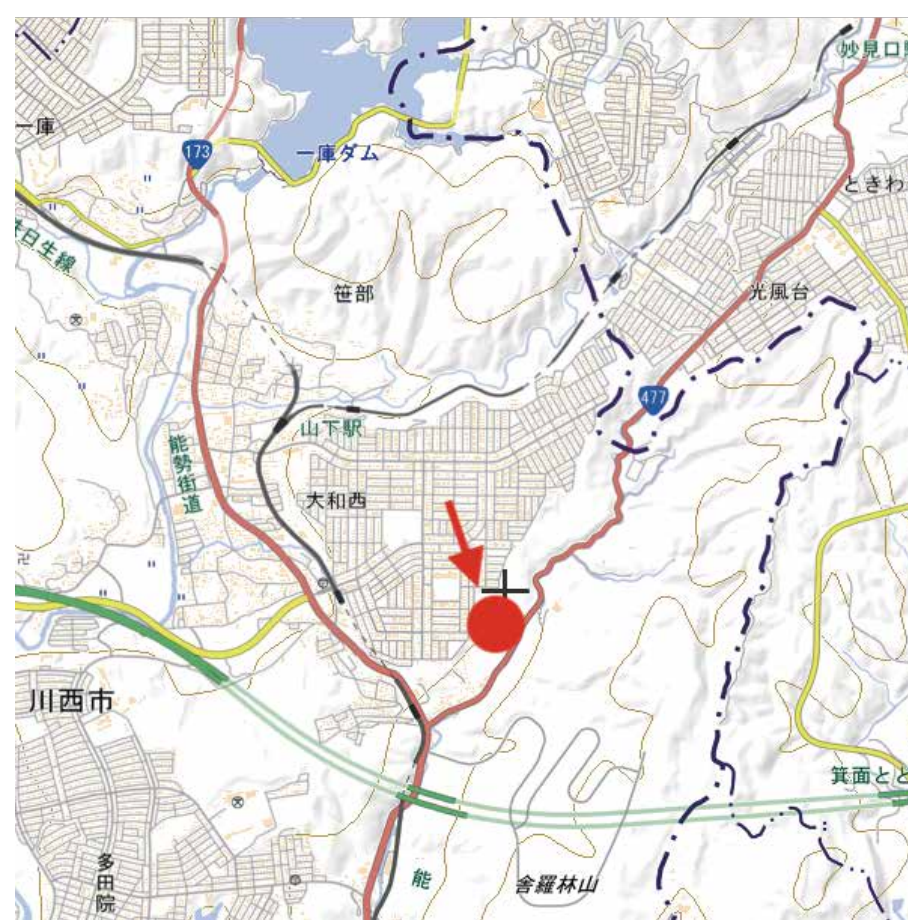 妙見口
一庫
173
一庫ダム
ときわ
日生線
笹部
光風台
477
山下駅
能勢街道
大和西
川西市
箕面とど
多田院
能
舎羅林山